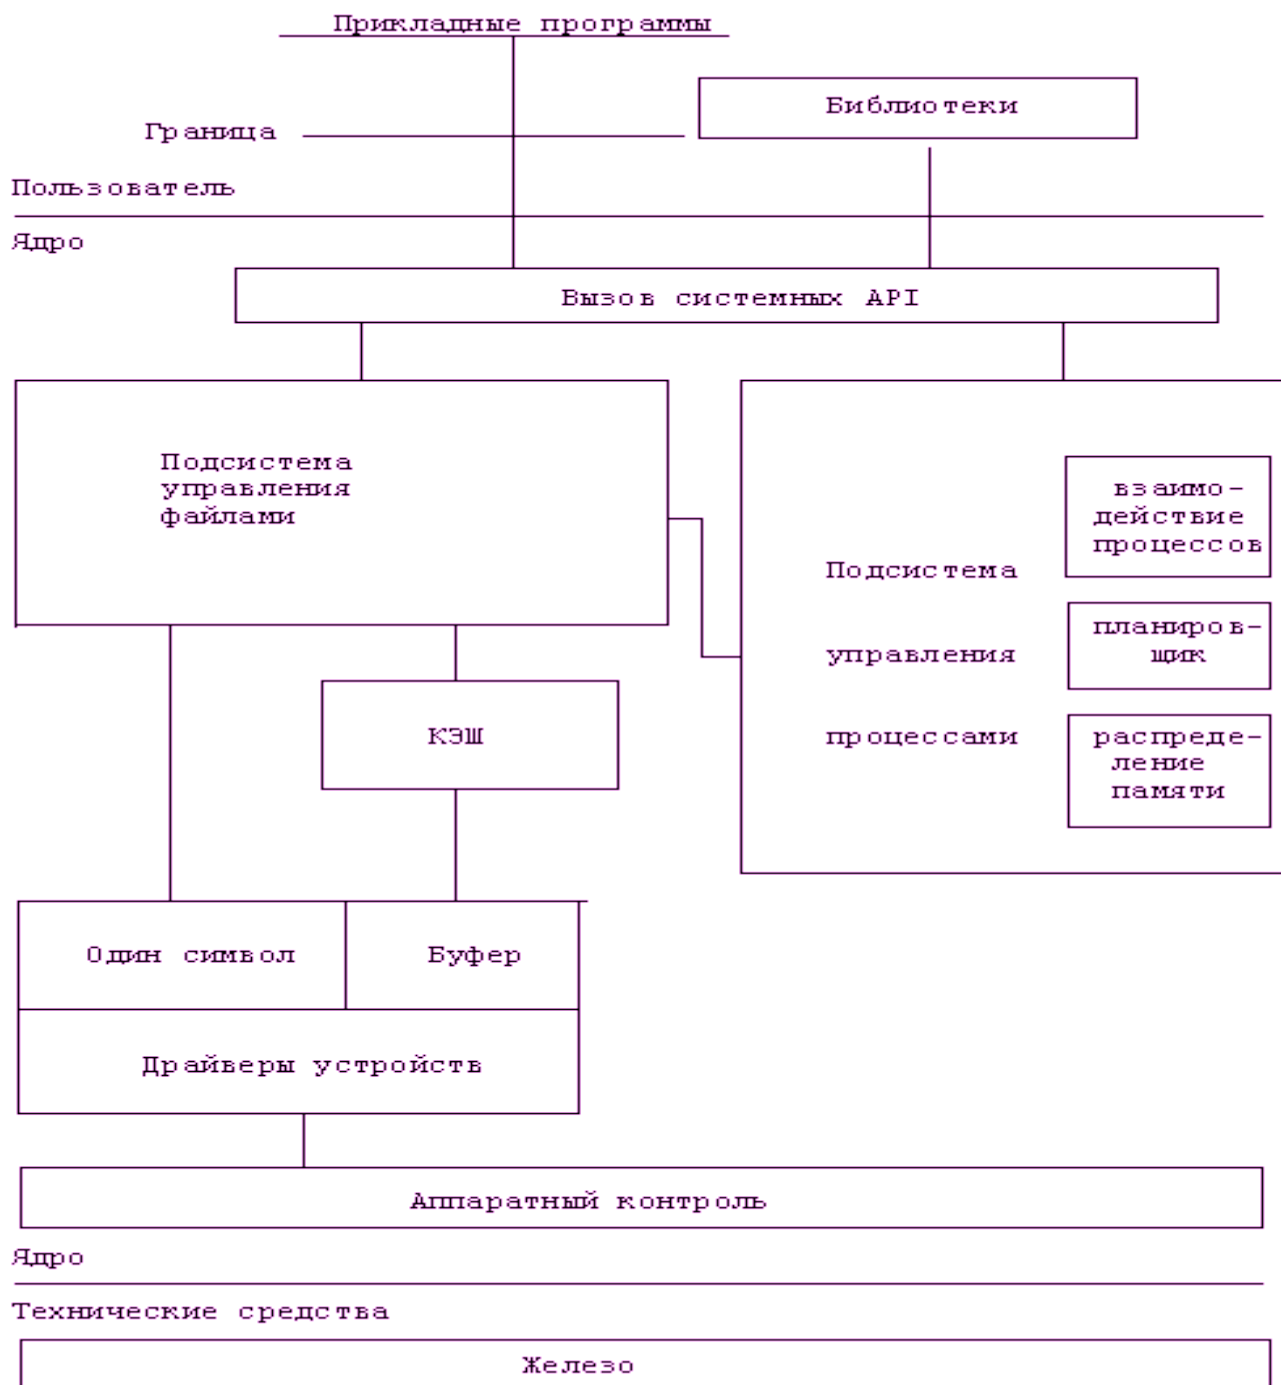 Прикладные программы
Библиотеки
Граница
Пользователь
Ядро
Вызов системных API
Подсистема
управления
файлами
взаимо-
действие
процессов
Подсистема
управления
процессами
планиров-
щик
распреде-
ление
памяти
КЭШ
Один символ
Буфер
Драйверы устройств
Аппаратный контроль
Ядро
Технические средства
Железо